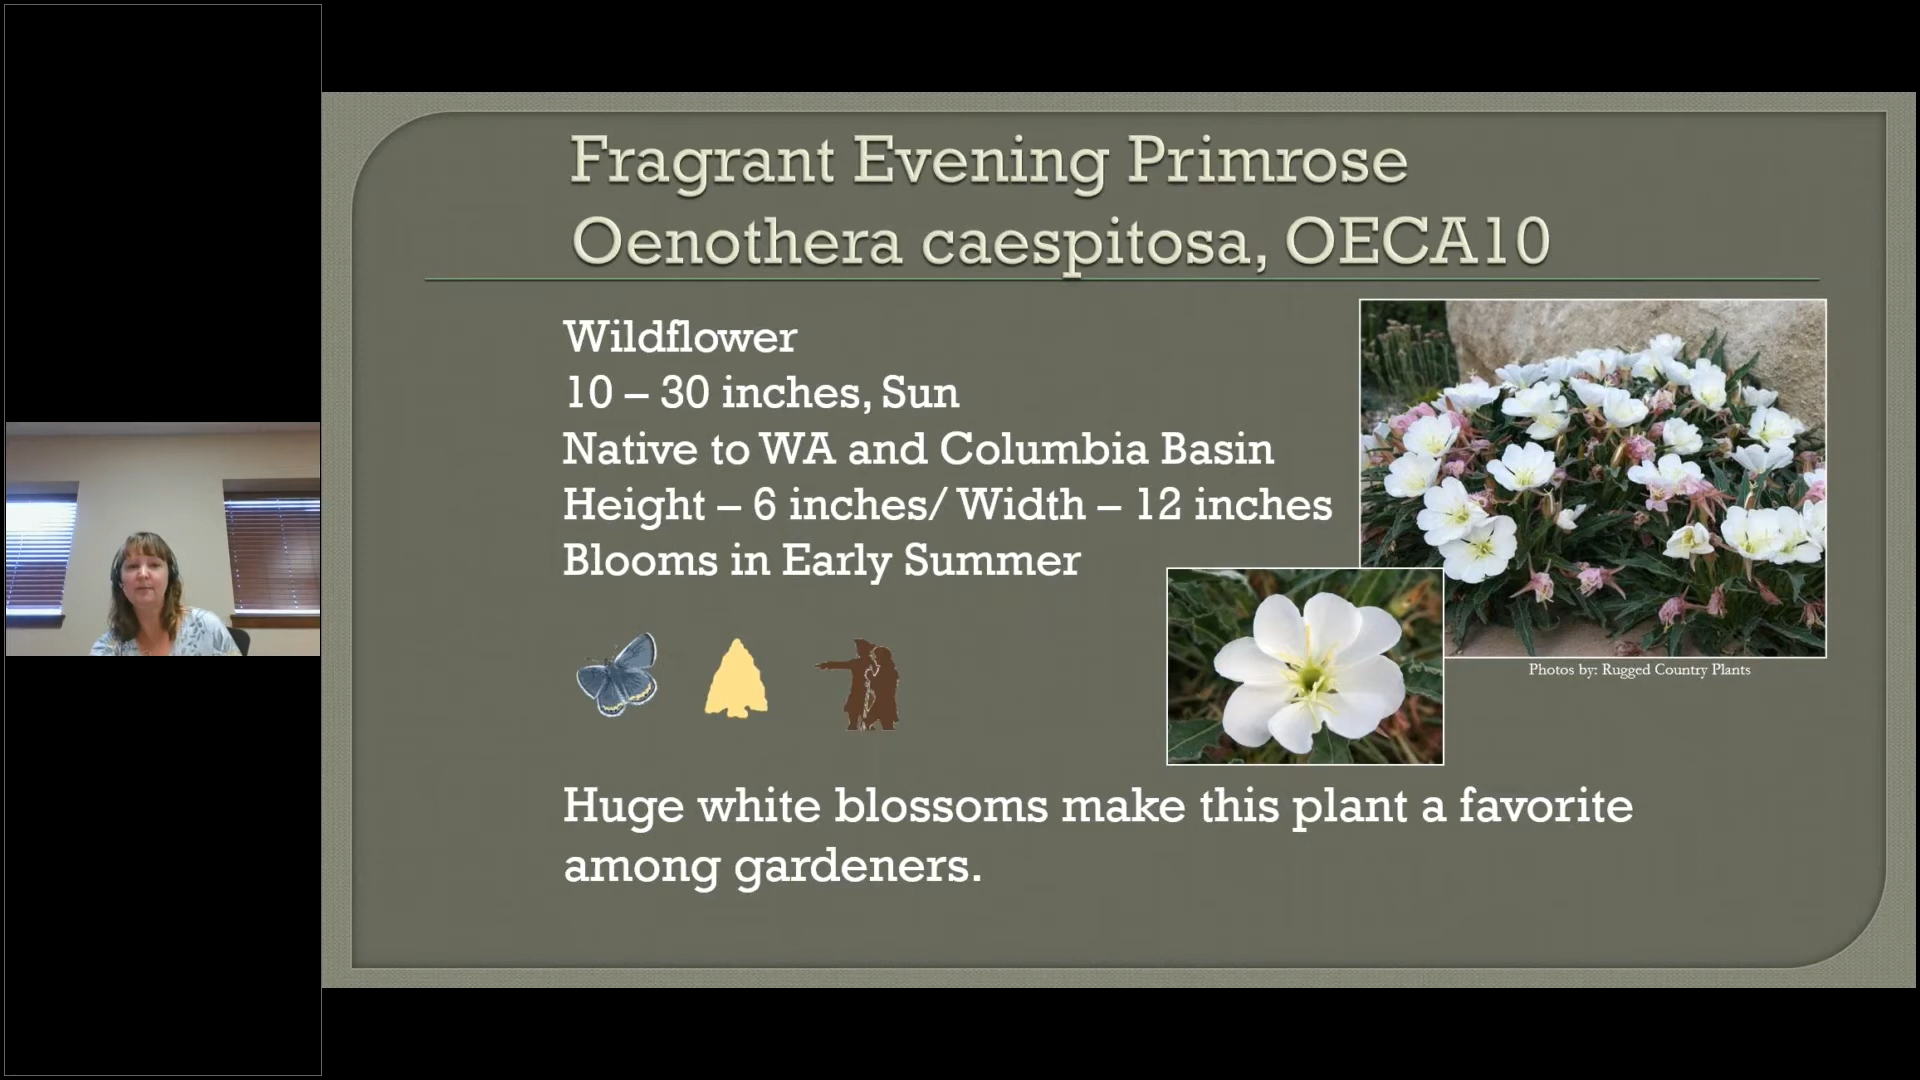 Fragrant Evening Primrose
Oenothera caespitosa, OECA10
Wildflower
10 – 30 inches, Sun
Native to WA and Columbia Basin
Height – 6 inches/ Width – 12 inches
Blooms in Early Summer
Photos by: Rugged Country Plants
Huge white blossoms make this plant a favorite
among gardeners.